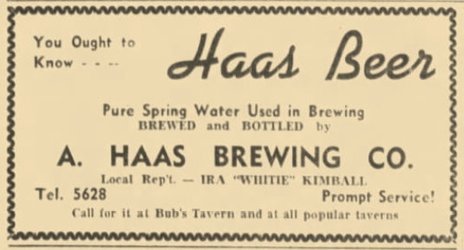 You Ought to
Know - - --
Haas Beer
Pure Spring Water Used in Brewing
BREWED and BOTTLED by
A. HAAS BREWING CO.
Local Rep't. — IRA "WHITIE" KIMBALL
Tel. 5628 Prompt Service!
Call for it at Bub's Tavern and at all popular taverns